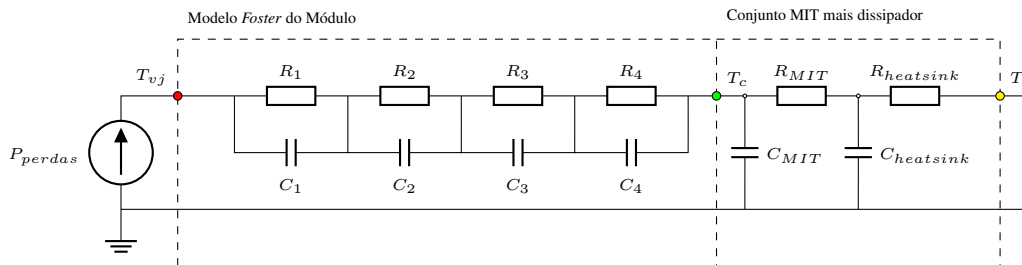 Modelo Foster do Módulo
Conjunto MIT mais dissipador
T_vj
R_1
R_2
R_3
R_4
T_c
R_MIT
R_heatsink
T
P_perdas
C_1
C_2
C_3
C_4
C_MIT
C_heatsink